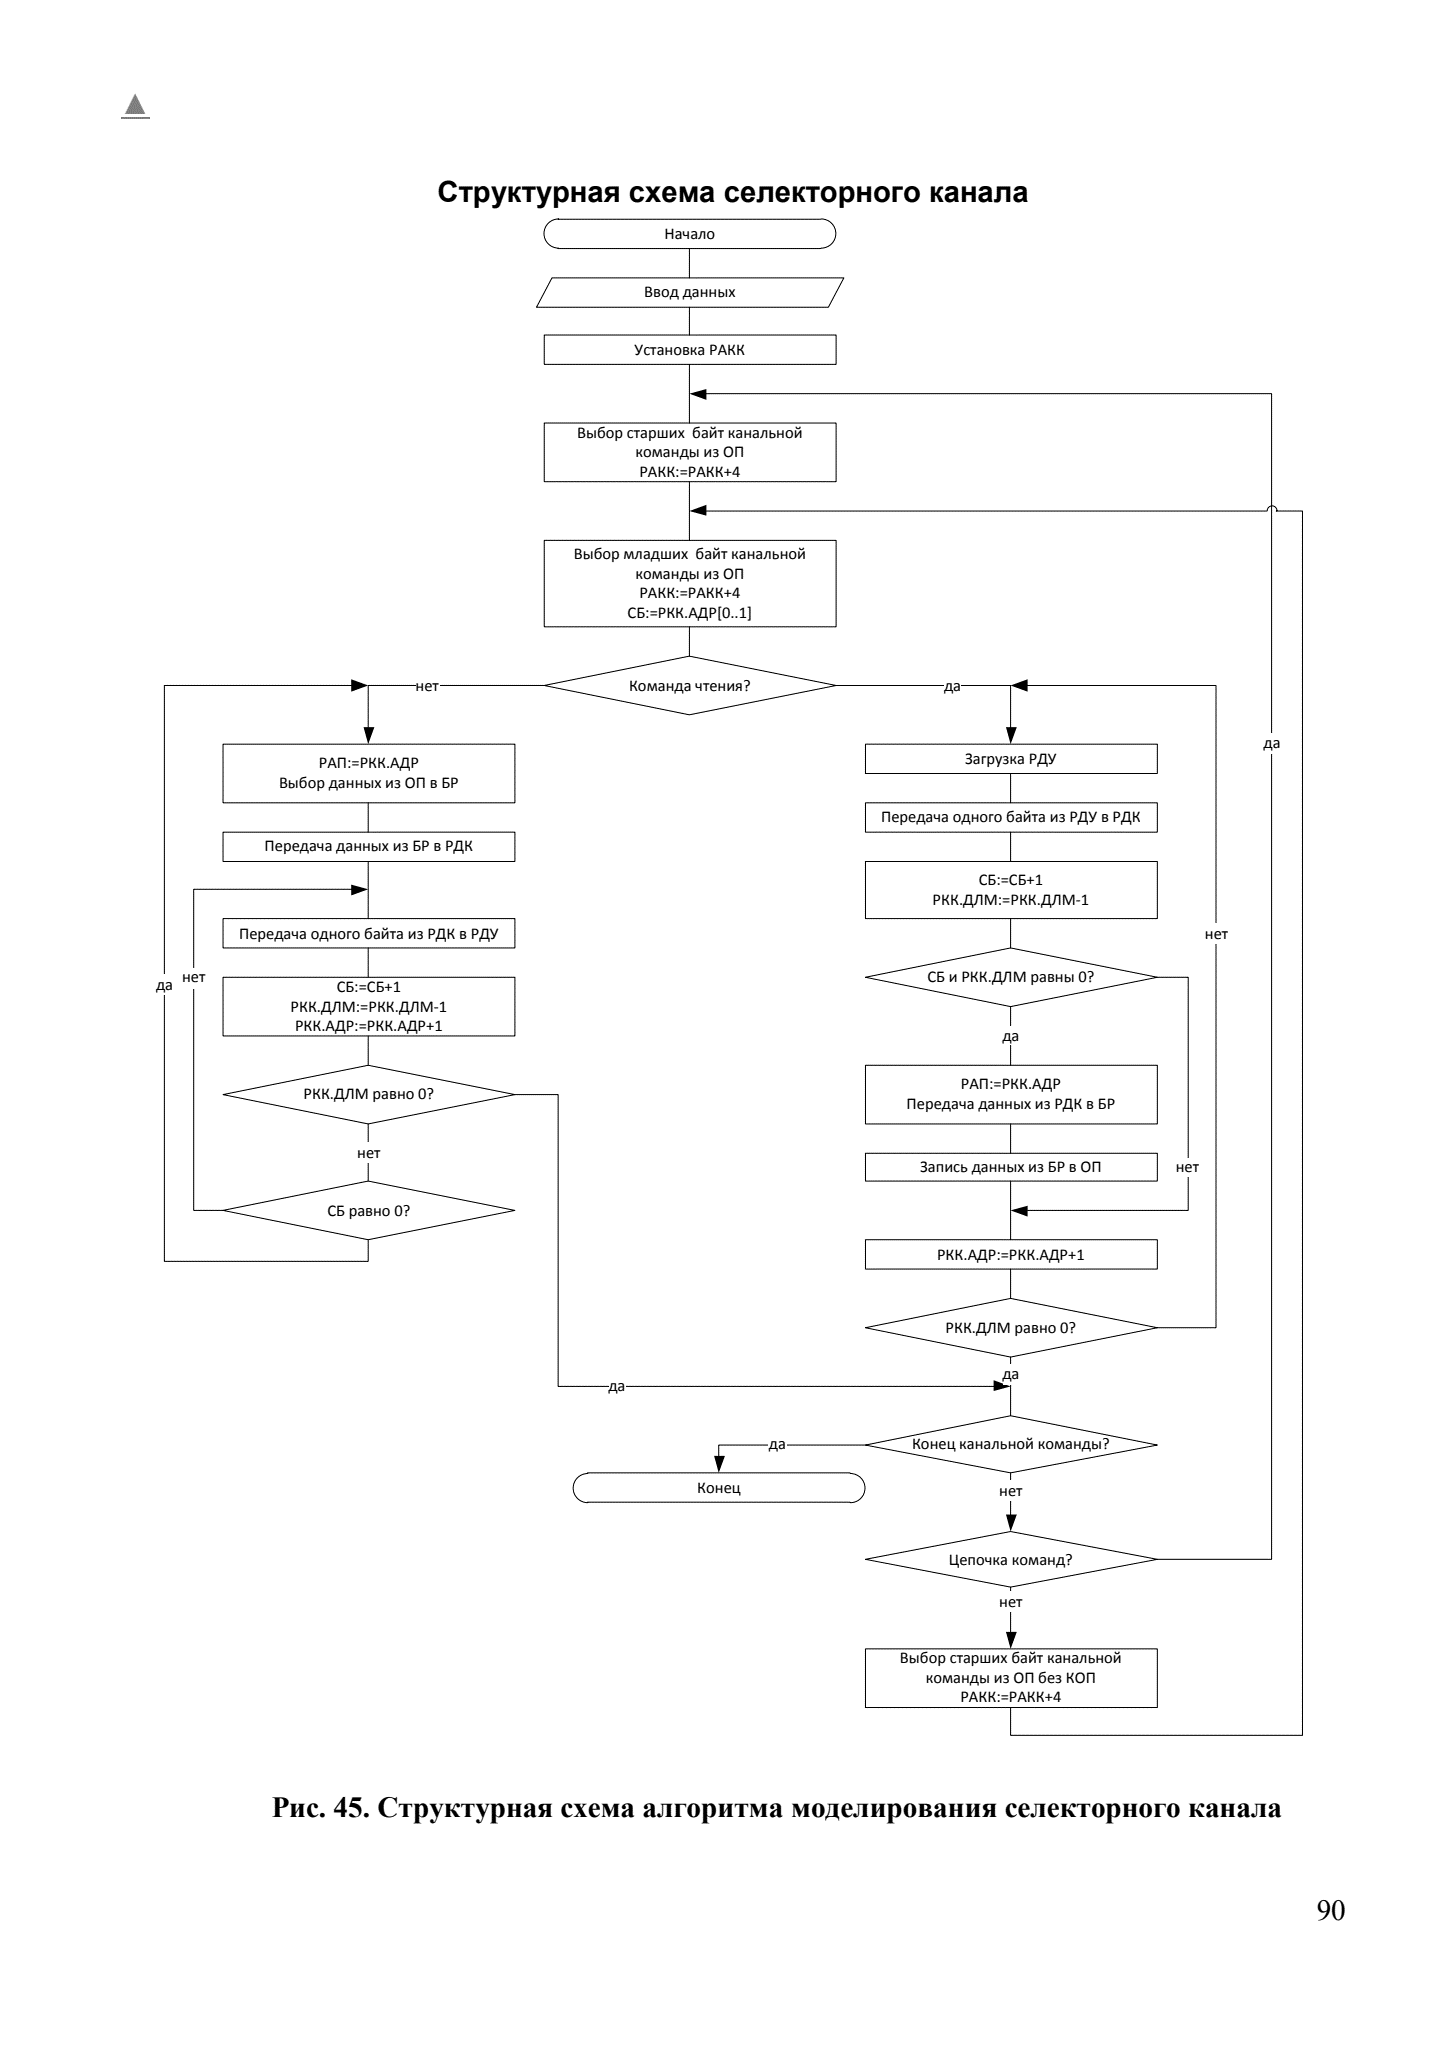 Структурная схема селекторного канала
Начало
Ввод данных
Установка РАКК
Выбор старших байт канальной
команды из ОП
РАКК:=РАКК+4
Выбор младших байт канальной
команды из ОП
РАКК:=РАКК+4
СБ:=РКК.АДР[0..1]
Команда чтения?
нет
да
РАП:=РКК.АДР
Выбор данных из ОП в БР
Передача данных из БР в РДК
Передача одного байта из РДК в РДУ
СБ:=СБ+1
РКК.ДЛМ:=РКК.ДЛМ-1
РКК.АДР:=РКК.АДР+1
РКК.ДЛМ равно 0?
нет
СБ равно 0?
нет
да
да
Загрузка РДУ
Передача одного байта из РДУ в РДК
СБ:=СБ+1
РКК.ДЛМ:=РКК.ДЛМ-1
СБ и РКК.ДЛМ равны 0?
да
нет
РАП:=РКК.АДР
Передача данных из РДК в БР
Запись данных из БР в ОП
РКК.АДР:=РКК.АДР+1
РКК.ДЛМ равно 0?
нет
да
Конец канальной команды?
да
Конец
нет
Цепочка команд?
да
нет
Выбор старших байт канальной
команды из ОП без КОП
РАКК:=РАКК+4
Рис. 45. Структурная схема алгоритма моделирования селекторного канала
90